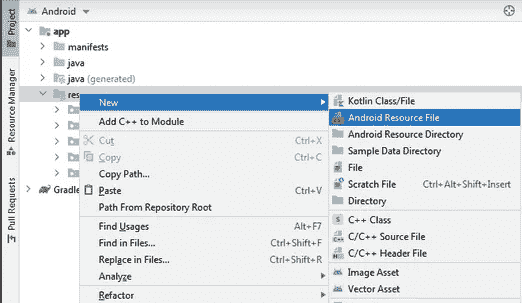 Project
Resource Manager
Pull Requests
Android
app
manifests
java
java (generated)
res
Gradle
New
Add C++ to Module
Cut Ctrl+X
Copy Ctrl+C
Copy Path...
Paste Ctrl+V
Path From Repository Root
Find Usages Alt+F7
Find in Files... Ctrl+Shift+F
Replace in Files... Ctrl+Shift+R
Analyze
Refactor
Kotlin Class/File
Android Resource File
Android Resource Directory
Sample Data Directory
File
Scratch File Ctrl+Alt+Shift+Insert
Directory
C++ Class
C/C++ Source File
C/C++ Header File
Image Asset
Vector Asset